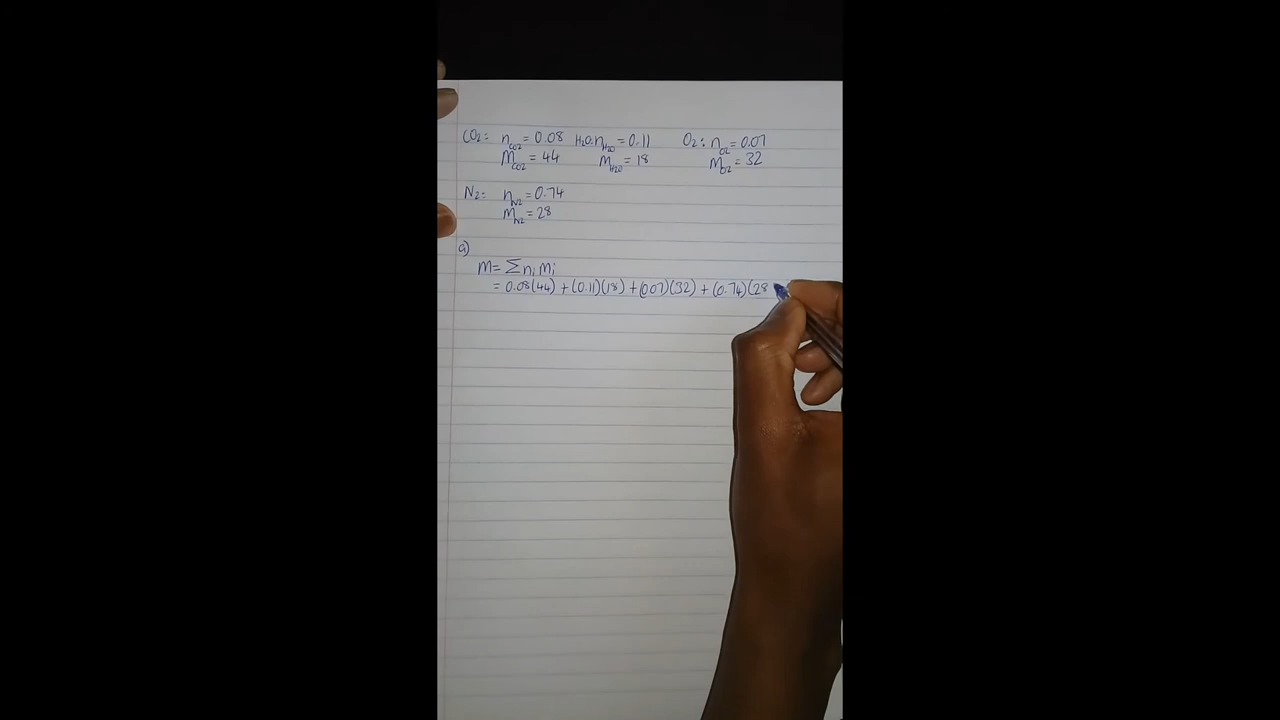 CO2: nCO2 = 0.08 H2O: nH2O = 0.11 O2: nO2 = 0.07
MCO2 = 44 MH2O = 18 MO2 = 32
N2: nN2 = 0.74
MN2 = 28
a)
M = Σ ni Mi
= 0.08(44) + (0.11)(18) + (0.07)(32) + (0.74)(28